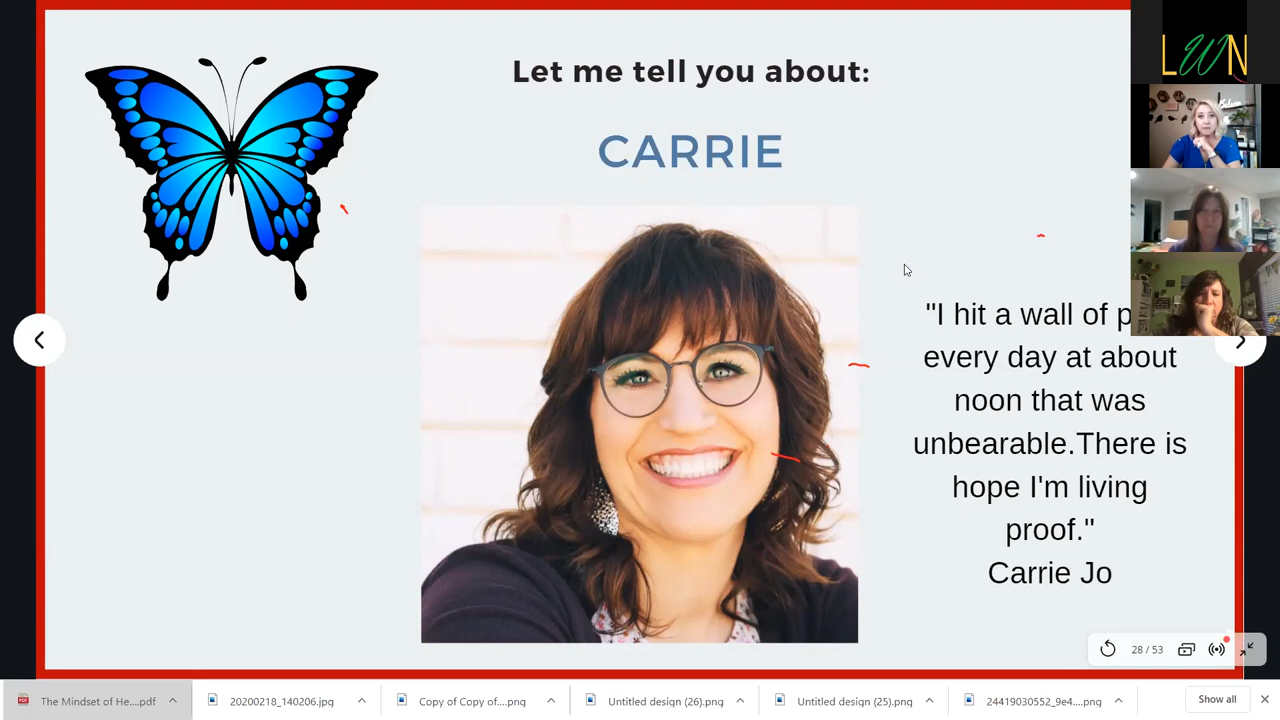 Let me tell you about:
CARRIE
LWN
"I hit a wall of
every day at about
noon that was
unbearable.There is
hope I'm living
proof."
Carrie Jo
28 / 53
The Mindset of He....pdf
20200218_140206.jpg
Copy of Copy of....png
Untitled design (26).png
Untitled design (25).png
24419030552_9e4....png
Show all